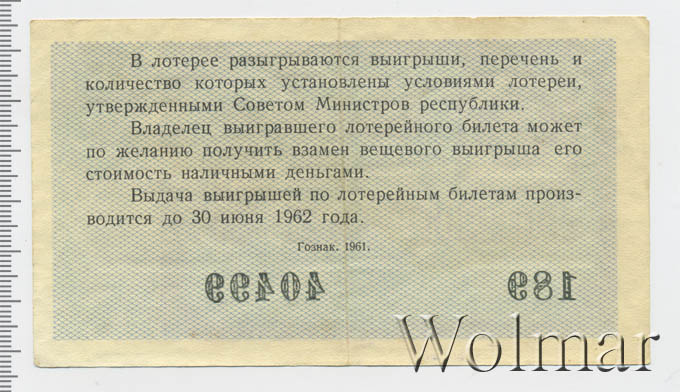 В лотерее разыгрываются выигрыши, перечень и
количество которых установлены условиями лотереи,
утвержденными Советом Министров республики.
Владелец выигравшего лотерейного билета может
по желанию получить взамен вещевого выигрыша его
стоимость наличными деньгами.
Выдача выигрышей по лотерейным билетам произ-
водится до 30 июня 1962 года.
Гознак. 1961.
40499 189
Wolmar